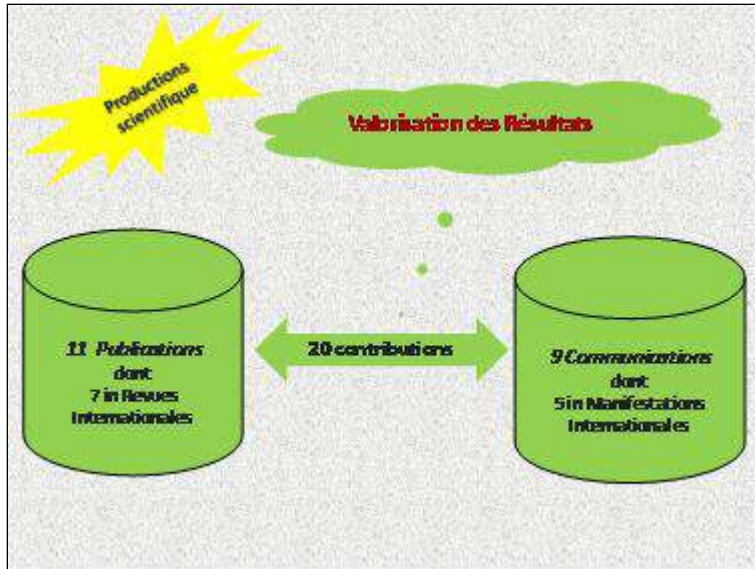 Productions
scientifique
Valorisation des Résultats
11 Publications
dont
7 in Revues
Internationales
20 contributions
9 Communications
dont
5 in Manifestations
Internationales